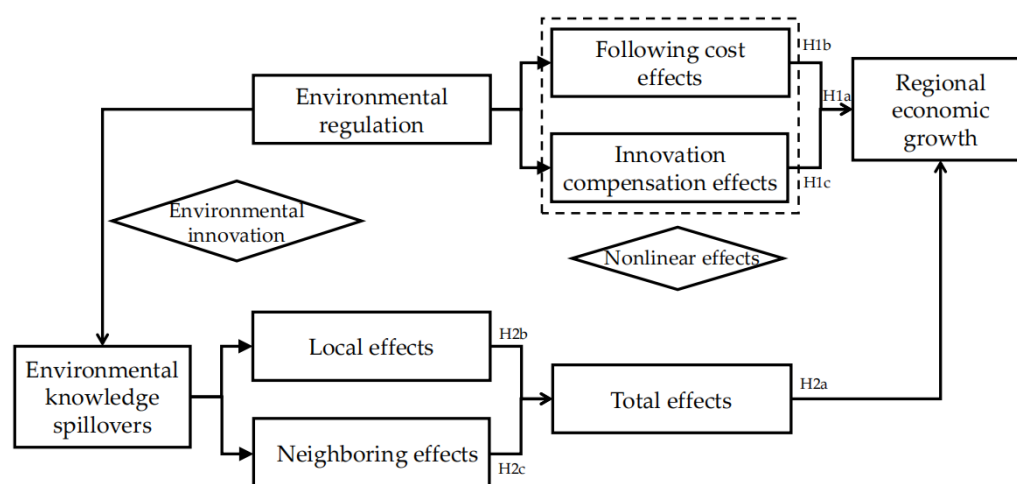 Following cost
effects
H1b
Environmental
regulation
H1a
Regional
economic
growth
Innovation
compensation effects
H1c
Environmental
innovation
Nonlinear effects
Local effects
H2b
Environmental
knowledge
spillovers
Total effects
H2a
Neighboring effects
H2c